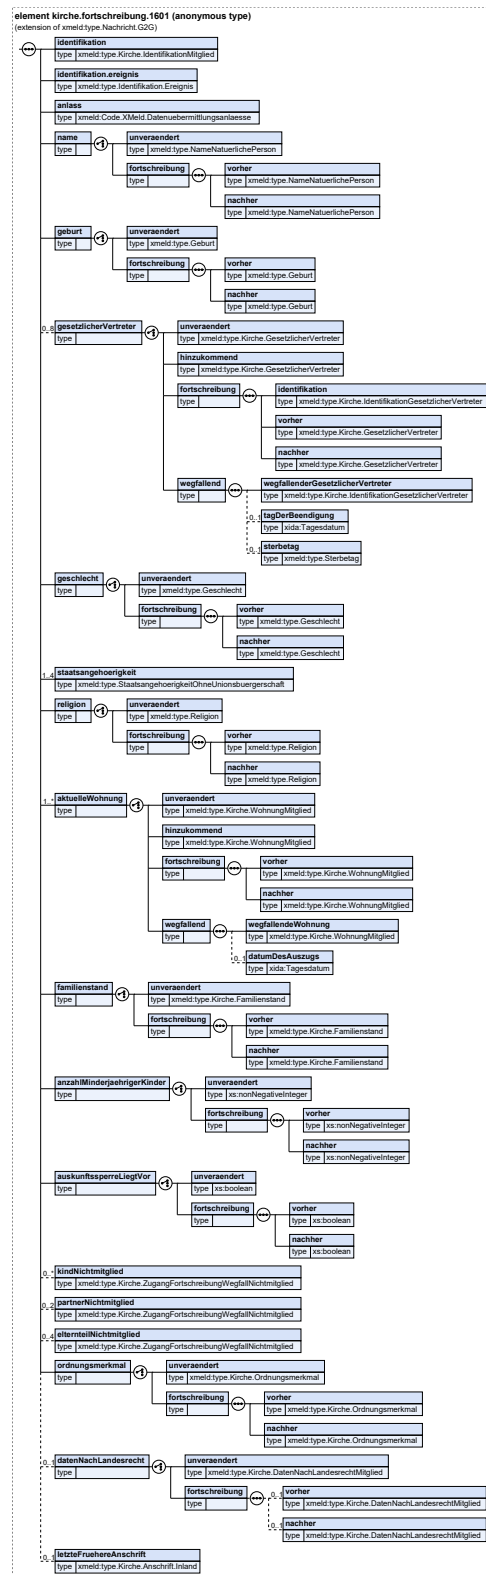 element kirche.fortschreibung.1601 (anonymous type)
(extension of xmeld:type.Nachricht.G2G)
identifikation
type xmeld:type.Kirche.IdentifikationMitglied
identifikation.ereignis
type xmeld:type.Identifikation.Ereignis
anlass
type xmeld:Code.XMeld.Datenuebermittlungsanlaesse
name
type
unveraendert
type xmeld:type.NameNatuerlichePerson
fortschreibung
type
vorher
type xmeld:type.NameNatuerlichePerson
nachher
type xmeld:type.NameNatuerlichePerson
geburt
type
unveraendert
type xmeld:type.Geburt
fortschreibung
type
vorher
type xmeld:type.Geburt
nachher
type xmeld:type.Geburt
0..8
gesetzlicherVertreter
type
unveraendert
type xmeld:type.Kirche.GesetzlicherVertreter
hinzukommend
type xmeld:type.Kirche.GesetzlicherVertreter
fortschreibung
type
identifikation
type xmeld:type.Kirche.IdentifikationGesetzlicherVertreter
vorher
type xmeld:type.Kirche.GesetzlicherVertreter
nachher
type xmeld:type.Kirche.GesetzlicherVertreter
wegfallend
type
wegfallenderGesetzlicherVertreter
type xmeld:type.Kirche.IdentifikationGesetzlicherVertreter
0..1
tagDerBeendigung
type xida:Tagesdatum
0..1
sterbetag
type xmeld:type.Sterbetag
geschlecht
type
unveraendert
type xmeld:type.Geschlecht
fortschreibung
type
vorher
type xmeld:type.Geschlecht
nachher
type xmeld:type.Geschlecht
1..4
staatsangehoerigkeit
type xmeld:type.StaatsangehoerigkeitOhneUnionsbuergerschaft
religion
type
unveraendert
type xmeld:type.Religion
fortschreibung
type
vorher
type xmeld:type.Religion
nachher
type xmeld:type.Religion
1..*
aktuelleWohnung
type
unveraendert
type xmeld:type.Kirche.WohnungMitglied
hinzukommend
type xmeld:type.Kirche.WohnungMitglied
fortschreibung
type
vorher
type xmeld:type.Kirche.WohnungMitglied
nachher
type xmeld:type.Kirche.WohnungMitglied
wegfallend
type
wegfallendeWohnung
type xmeld:type.Kirche.WohnungMitglied
0..1
datumDesAuszugs
type xida:Tagesdatum
familienstand
type
unveraendert
type xmeld:type.Kirche.Familienstand
fortschreibung
type
vorher
type xmeld:type.Kirche.Familienstand
nachher
type xmeld:type.Kirche.Familienstand
anzahlMinderjaehrigerKinder
type
unveraendert
type xs:nonNegativeInteger
fortschreibung
type
vorher
type xs:nonNegativeInteger
nachher
type xs:nonNegativeInteger
auskunftssperreLiegtVor
type
unveraendert
type xs:boolean
fortschreibung
type
vorher
type xs:boolean
nachher
type xs:boolean
0..*
kindNichtmitglied
type xmeld:type.Kirche.ZugangFortschreibungWegfallNichtmitglied
0..2
partnerNichtmitglied
type xmeld:type.Kirche.ZugangFortschreibungWegfallNichtmitglied
0..4
elternteilNichtmitglied
type xmeld:type.Kirche.ZugangFortschreibungWegfallNichtmitglied
ordnungsmerkmal
type
unveraendert
type xmeld:type.Kirche.Ordnungsmerkmal
fortschreibung
type
vorher
type xmeld:type.Kirche.Ordnungsmerkmal
nachher
type xmeld:type.Kirche.Ordnungsmerkmal
0..1
datenNachLandesrecht
type
unveraendert
type xmeld:type.Kirche.DatenNachLandesrechtMitglied
fortschreibung
type
0..1
vorher
type xmeld:type.Kirche.DatenNachLandesrechtMitglied
0..1
nachher
type xmeld:type.Kirche.DatenNachLandesrechtMitglied
0..1
letzteFruehereAnschrift
type xmeld:type.Kirche.Anschrift.Inland